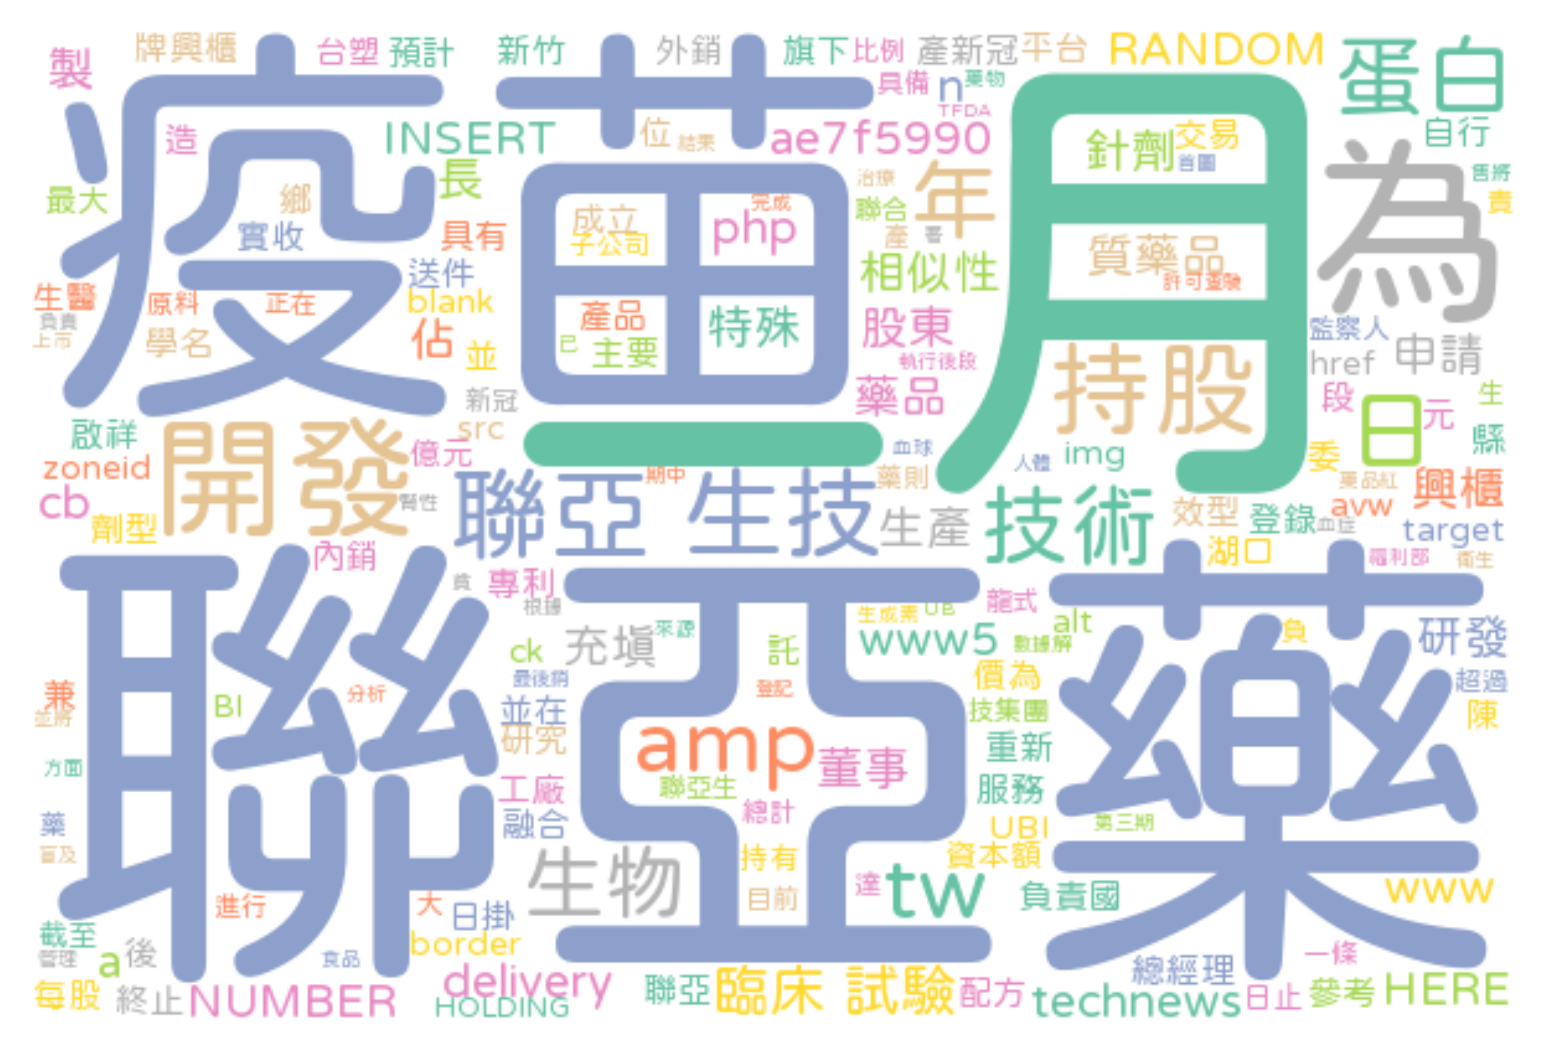 製 牌興櫃 台塑 預計 新竹 外銷 旗下 比例 產新冠 平台 RANDOM 蛋白
具備 n 藥物 TFDA
疫苗 月 為
造 INSERT 位 結果 ae7f5990 針劑 交易 首圖 自行
最大 鄉 長 成立 完成 治療 年 售將 責
實收 具有 子公司 php 聯合 產 署 質藥品
送件 相似性 許可查驗
生醫 原料 正在 blank 產品 特殊 股東 監察人
負責 上市 學名 佔 並 已 主要 執行後段 href 申請
新冠 藥品 持股 段 日 元 生
啟祥 開發 億元 src 一 血球 人體 img 委 縣
zoneid 期中 藥則 藥品紅 興櫃
cb 劑型 腎性 聯亞 生技 生產 技術 效型 登錄 血症 avw target
內銷 湖口 福利部 衛生
聯亞藥
專利 根據 生成素 UB 龍式
ck 充填 來源 託 www5 數據解 alt 負 研發
兼 並將 BI 分析 最後銷 登記 價為 超過
並在 研究 技集團 陳
方面 amp 董事 重新
工廠 聯亞生 服務
藥 融合 總計 UBI 第三期
盲及 生物 持有 資本額
進行 大 日掛 目前 達 tw 負責國 www
截至 管理 a 後 食品 border 總經理 一條
每股 終止 NUMBER HOLDING delivery 聯亞 臨床 試驗 配方 technews 日止 參考 HERE